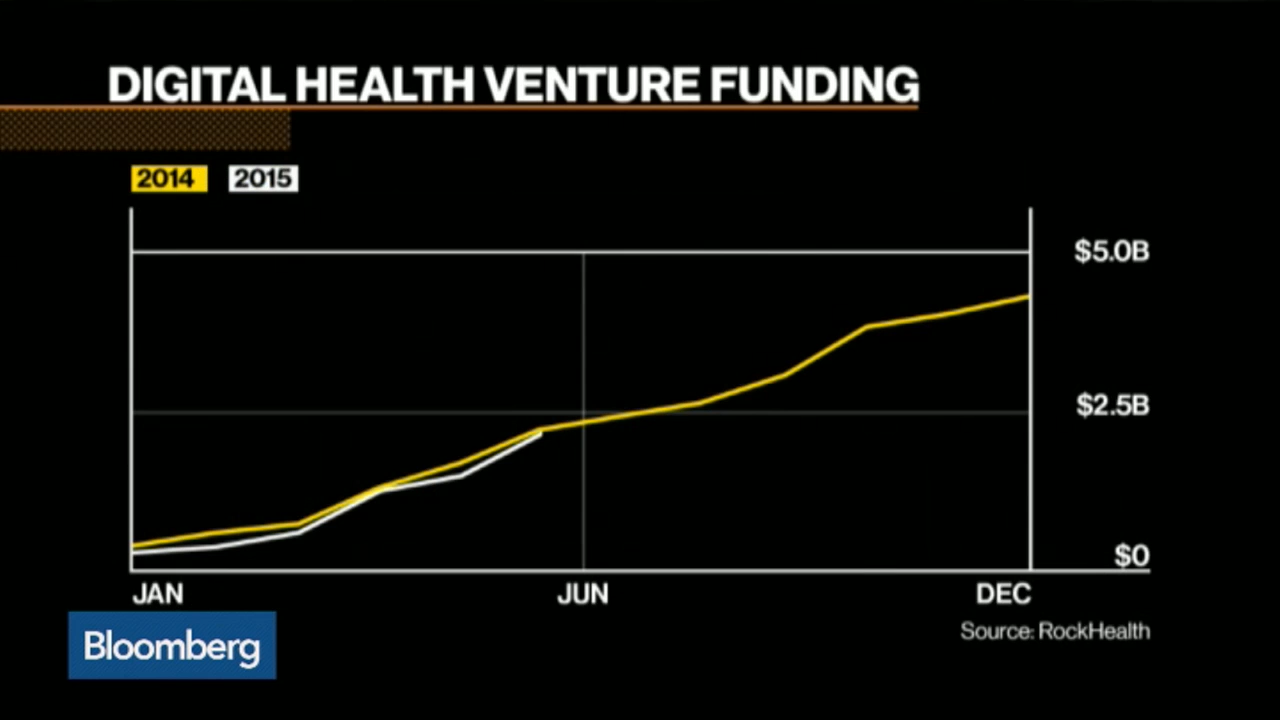 DIGITAL HEALTH VENTURE FUNDING
2014 2015
$5.0B
$2.5B
$0
JAN JUN DEC
Source: RockHealth
Bloomberg